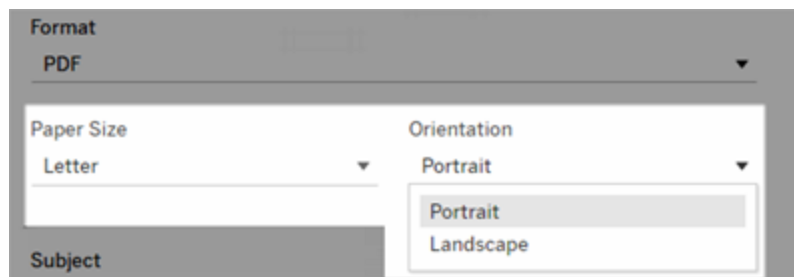 Format
PDF
Paper Size
Orientation
Letter
Portrait
Portrait
Landscape
Subject